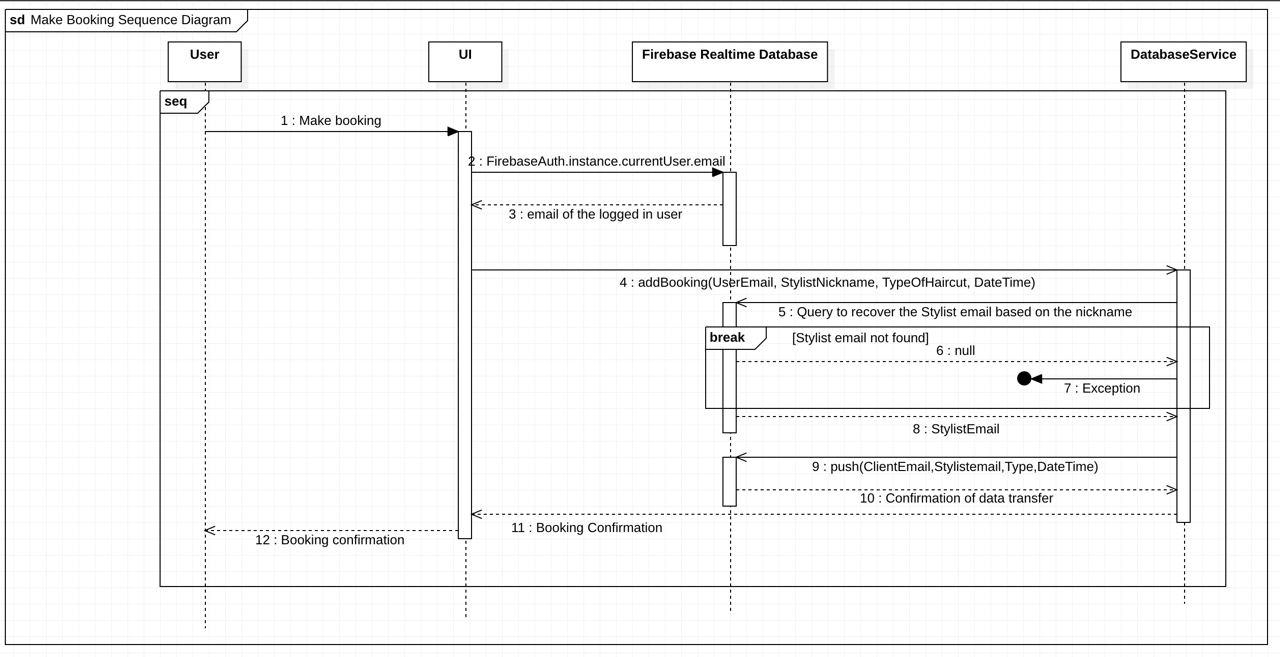 sd Make Booking Sequence Diagram
User
UI
Firebase Realtime Database
DatabaseService
seq
1 : Make booking
2 : FirebaseAuth.instance.currentUser.email
3 : email of the logged in user
4 : addBooking(UserEmail, StylistNickname, TypeOfHaircut, DateTime)
5 : Query to recover the Stylist email based on the nickname
break
[Stylist email not found]
6 : null
7 : Exception
8 : StylistEmail
9 : push(ClientEmail,Stylistemail,Type,DateTime)
10 : Confirmation of data transfer
11 : Booking Confirmation
12 : Booking confirmation